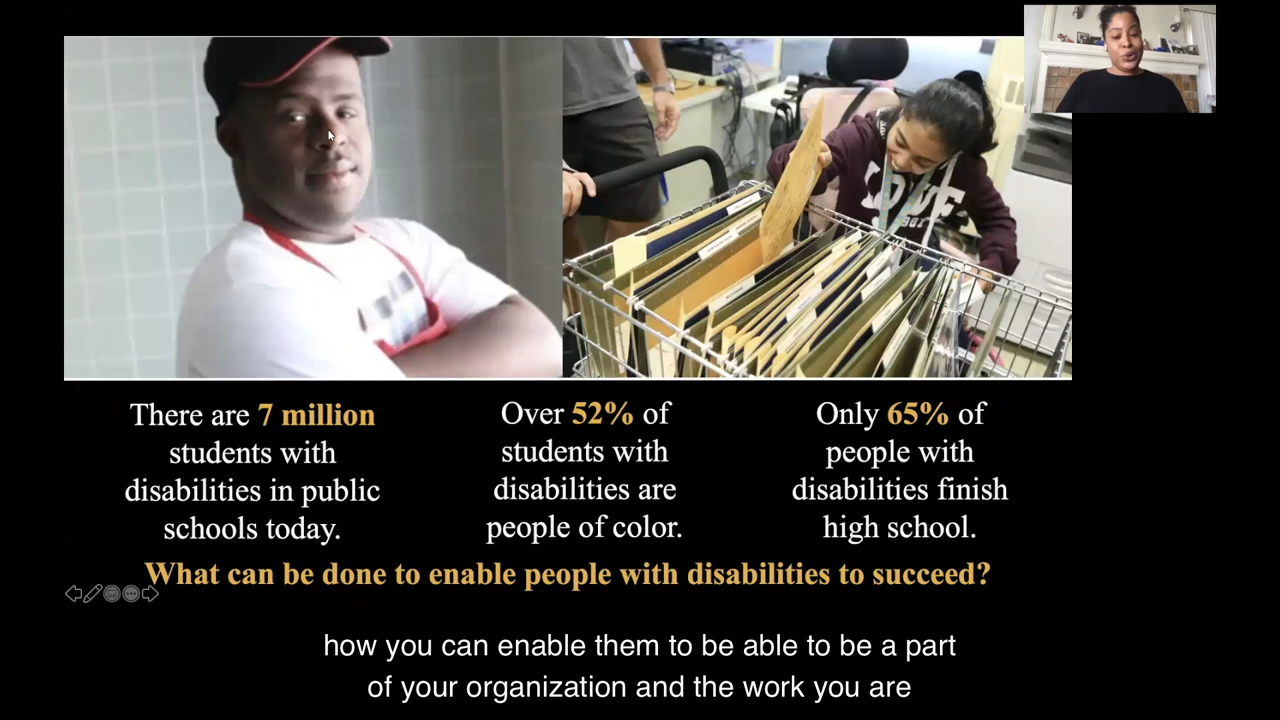 LOVE
There are 7 million
students with
disabilities in public
schools today.
Over 52% of
students with
disabilities are
people of color.
Only 65% of
people with
disabilities finish
high school.
What can be done to enable people with disabilities to succeed?
how you can enable them to be able to be a part
of your organization and the work you are